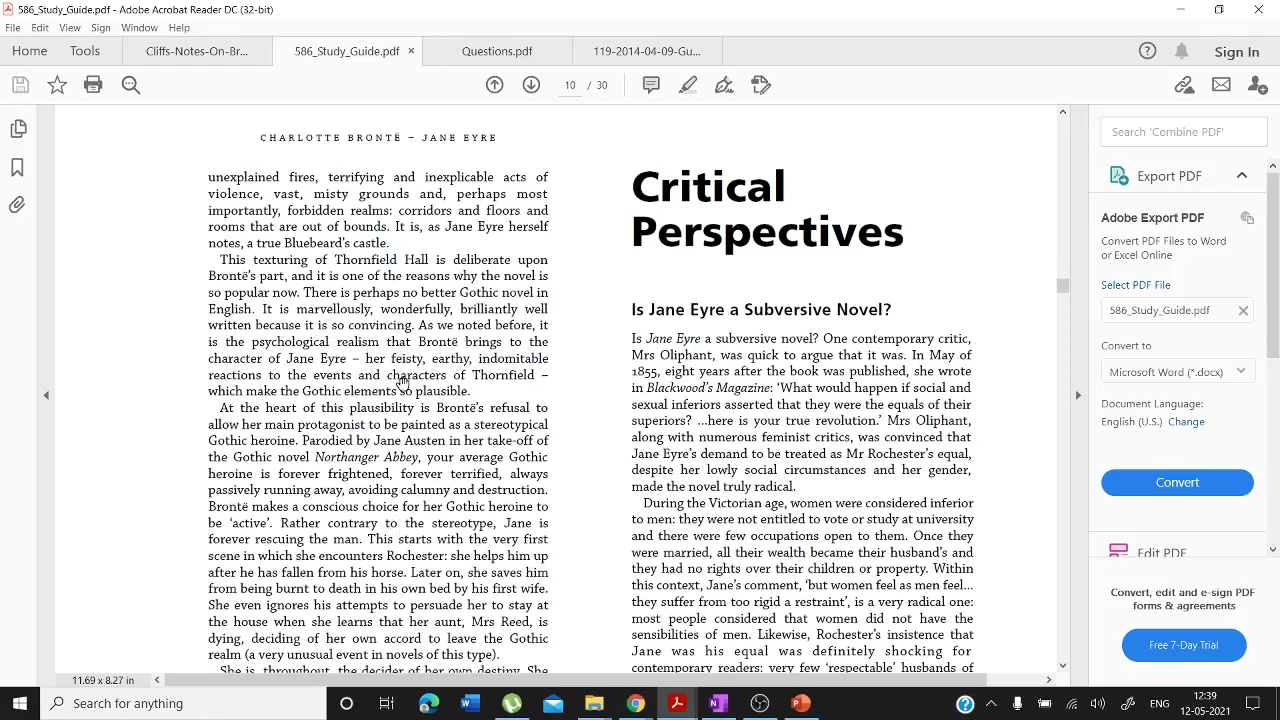 586_Study_Guide.pdf - Adobe Acrobat Reader DC (32-bit)
File Edit View Sign Window Help
Home Tools Cliffs-Notes-On-Br... 586_Study_Guide.pdf × Questions.pdf 119-2014-04-09-Gu... Sign In
10 / 30
CHARLOTTE BRONTË – JANE EYRE
unexplained fires, terrifying and inexplicable acts of
violence, vast, misty grounds and, perhaps most
importantly, forbidden realms: corridors and floors and
rooms that are out of bounds. It is, as Jane Eyre herself
notes, a true Bluebeard's castle.
This texturing of Thornfield Hall is deliberate upon
Brontë's part, and it is one of the reasons why the novel is
so popular now. There is perhaps no better Gothic novel in
English. It is marvellously, wonderfully, brilliantly well
written because it is so convincing. As we noted before, it
is the psychological realism that Brontë brings to the
character of Jane Eyre – her feisty, earthy, indomitable
reactions to the events and characters of Thornfield –
which make the Gothic elements so plausible.
At the heart of this plausibility is Brontë's refusal to
allow her main protagonist to be painted as a stereotypical
Gothic heroine. Parodied by Jane Austen in her take-off of
the Gothic novel Northanger Abbey, your average Gothic
heroine is forever frightened, forever terrified, always
passively running away, avoiding calumny and destruction.
Brontë makes a conscious choice for her Gothic heroine to
be 'active'. Rather contrary to the stereotype, Jane is
forever rescuing the man. This starts with the very first
scene in which she encounters Rochester: she helps him up
after he has fallen from his horse. Later on, she saves him
from being burnt to death in his own bed by his first wife.
She even ignores his attempts to persuade her to stay at
the house when she learns that her aunt, Mrs Reed, is
dying, deciding of her own accord to leave the Gothic
realm (a very unusual event in novels of this type).
She is, throughout, the decider of her own destiny. She
Critical
Perspectives
Is Jane Eyre a Subversive Novel?
Is Jane Eyre a subversive novel? One contemporary critic,
Mrs Oliphant, was quick to argue that it was. In May of
1855, eight years after the book was published, she wrote
in Blackwood's Magazine: 'What would happen if social and
sexual inferiors asserted that they were the equals of their
superiors? ...here is your true revolution.' Mrs Oliphant,
along with numerous feminist critics, was convinced that
Jane Eyre's demand to be treated as Mr Rochester's equal,
despite her lowly social circumstances and her gender,
made the novel truly radical.
During the Victorian age, women were considered inferior
to men: they were not entitled to vote or study at university
and there were few occupations open to them. Once they
were married, all their wealth became their husband's and
they had no rights over their children or property. Within
this context, Jane's comment, 'but women feel as men feel...
they suffer from too rigid a restraint', is a very radical one:
most people considered that women did not have the
sensibilities of men. Likewise, Rochester's insistence that
Jane was his equal was definitely shocking for
contemporary readers: very few 'respectable' husbands of
Search 'Combine PDF'
Export PDF
Adobe Export PDF
Convert PDF Files to Word
or Excel Online
Select PDF File
586_Study_Guide.pdf
Convert to
Microsoft Word (*.docx)
Document Language:
English (U.S.) Change
Convert
Edit PDF
Convert, edit and e-sign PDF
forms & agreements
Free 7-Day Trial
11.69 x 8.27 in
Search for anything
ENG
12:39
12-05-2021